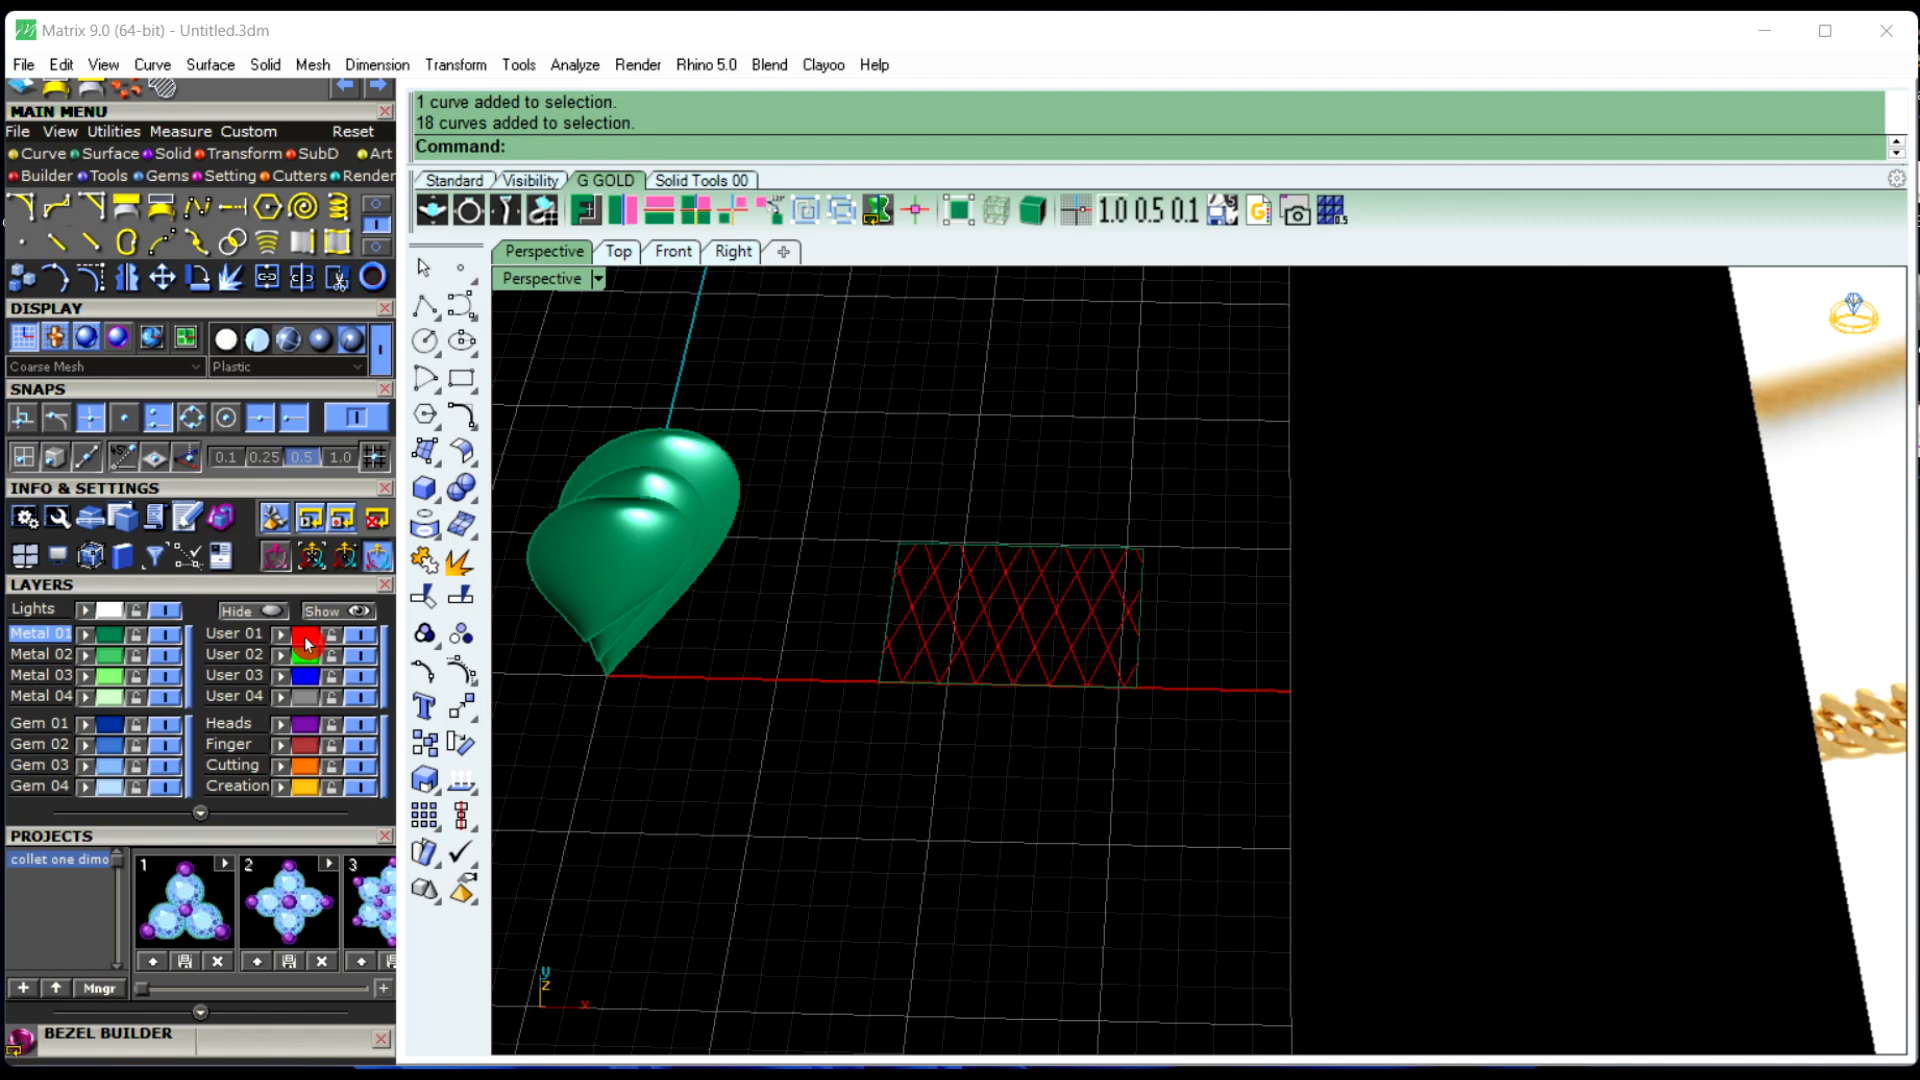 Matrix 9.0 (64-bit) - Untitled.3dm
File Edit View Curve Surface Solid Mesh Dimension Transform Tools Analyze Render Rhino 5.0 Blend Clayoo Help
MAIN MENU
File View Utilities Measure Custom Reset
Curve Surface Solid Transform SubD Art
Builder Tools Gems Setting Cutters Render
1 curve added to selection.
18 curves added to selection.
Command:
Standard Visibility G GOLD Solid Tools 00
1.0 0.5 0.1 0.5
Perspective Top Front Right
Perspective
DISPLAY
Coarse Mesh Plastic
SNAPS
0.1 0.25 0.5 1.0
INFO & SETTINGS
LAYERS
Lights Hide Show
Metal 01 User 01
Metal 02 User 02
Metal 03 User 03
Metal 04 User 04
Gem 01 Heads
Gem 02 Finger
Gem 03 Cutting
Gem 04 Creation
PROJECTS
collet one dimo 1 2 3
Mngr
BEZEL BUILDER
y
z
x